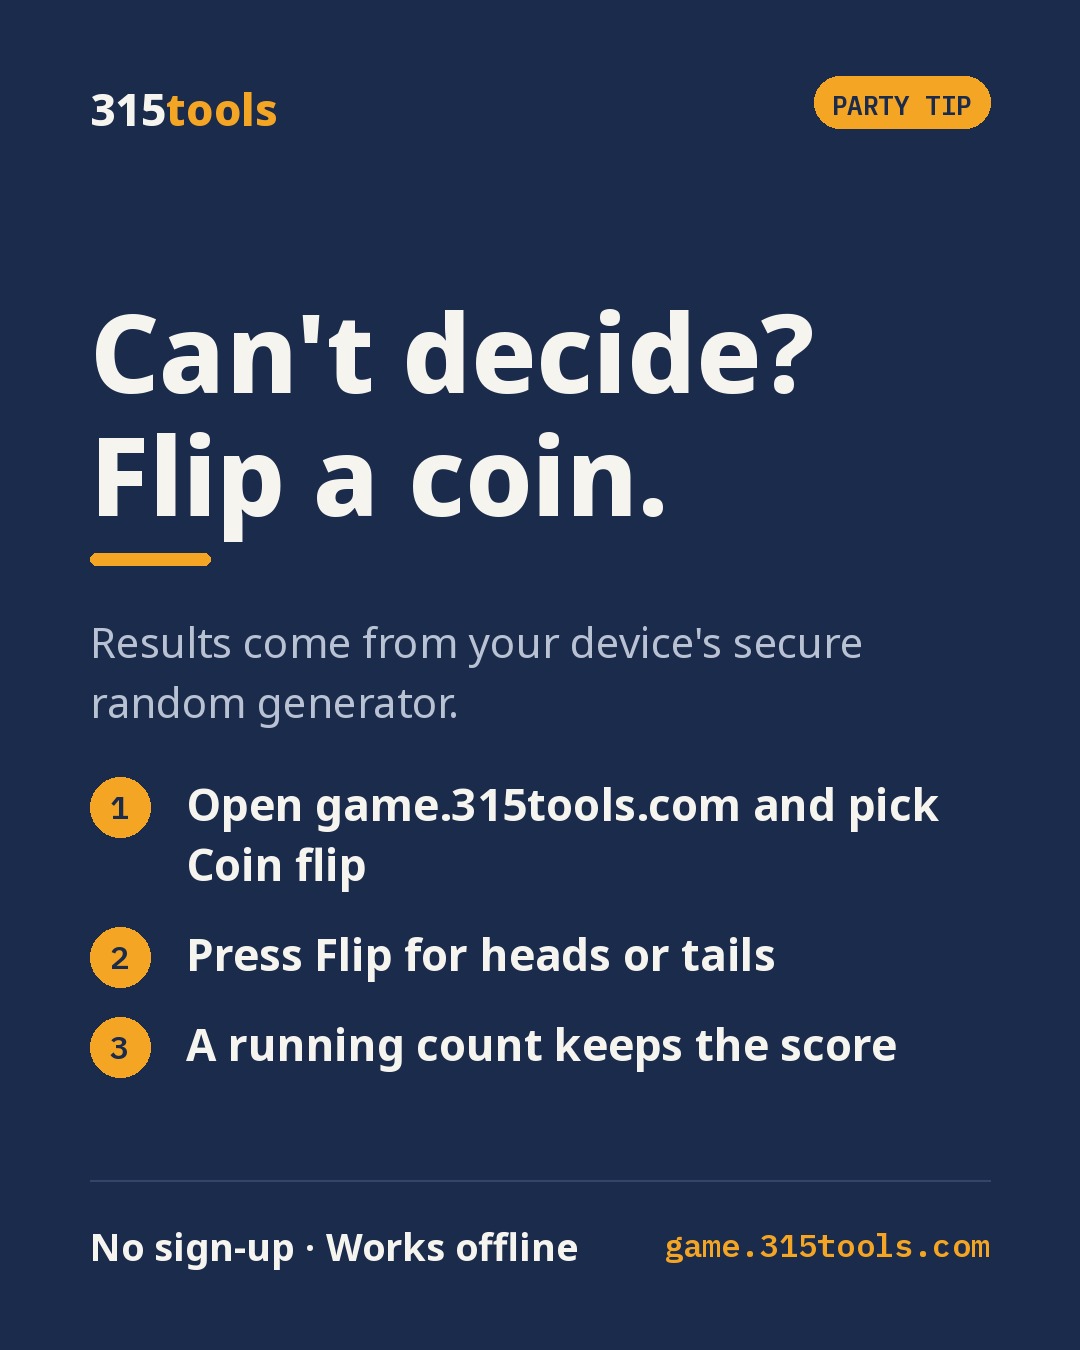 315tools
PARTY TIP
Can't decide?
Flip a coin.
Results come from your device's secure
random generator.
1 Open game.315tools.com and pick
Coin flip
2 Press Flip for heads or tails
3 A running count keeps the score
No sign-up · Works offline
game.315tools.com